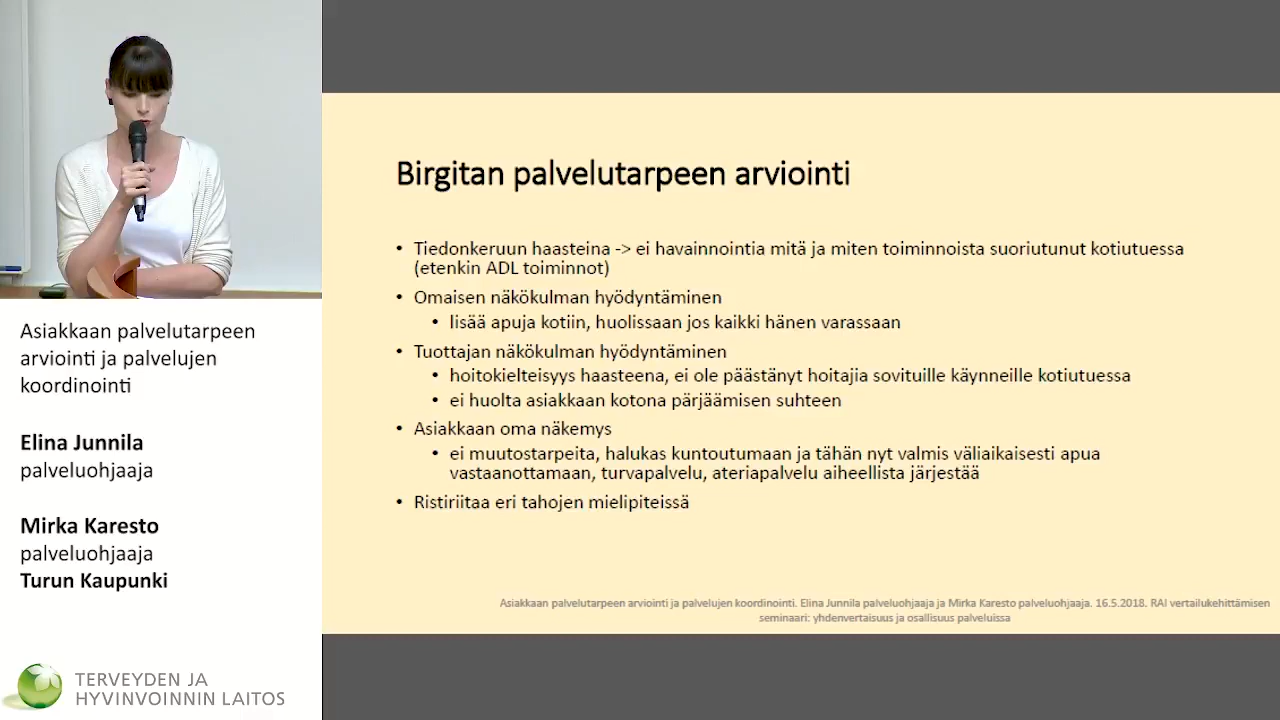 Asiakkaan palvelutarpeen
arviointi ja palvelujen
koordinointi
Elina Junnila
palveluohjaaja
Mirka Karesto
palveluohjaaja
Turun Kaupunki
TERVEYDEN JA
HYVINVOINNIN LAITOS
Birgitan palvelutarpeen arviointi
• Tiedonkeruun haasteina -> ei havainnointia mitä ja miten toiminnoista suoriutunut kotiutuessa
(etenkin ADL toiminnot)
• Omaisen näkökulman hyödyntäminen
• lisää apuja kotiin, huolissaan jos kaikki hänen varassaan
• Tuottajan näkökulman hyödyntäminen
• hoitokielteisyys haasteena, ei ole päästänyt hoitajia sovituille käynneille kotiutuessa
• ei huolta asiakkaan kotona pärjäämisen suhteen
• Asiakkaan oma näkemys
• ei muutostarpeita, halukas kuntoutumaan ja tähän nyt valmis väliaikaisesti apua
vastaanottamaan, turvapalvelu, ateriapalvelu aiheellista järjestää
• Ristiriitaa eri tahojen mielipiteissä
Asiakkaan palvelutarpeen arviointi ja palvelujen koordinointi. Elina Junnila palveluohjaaja ja Mirka Karesto palveluohjaaja. 16.5.2018. RAI vertailukehittämisen
seminaari: yhdenvertaisuus ja osallisuus palveluissa